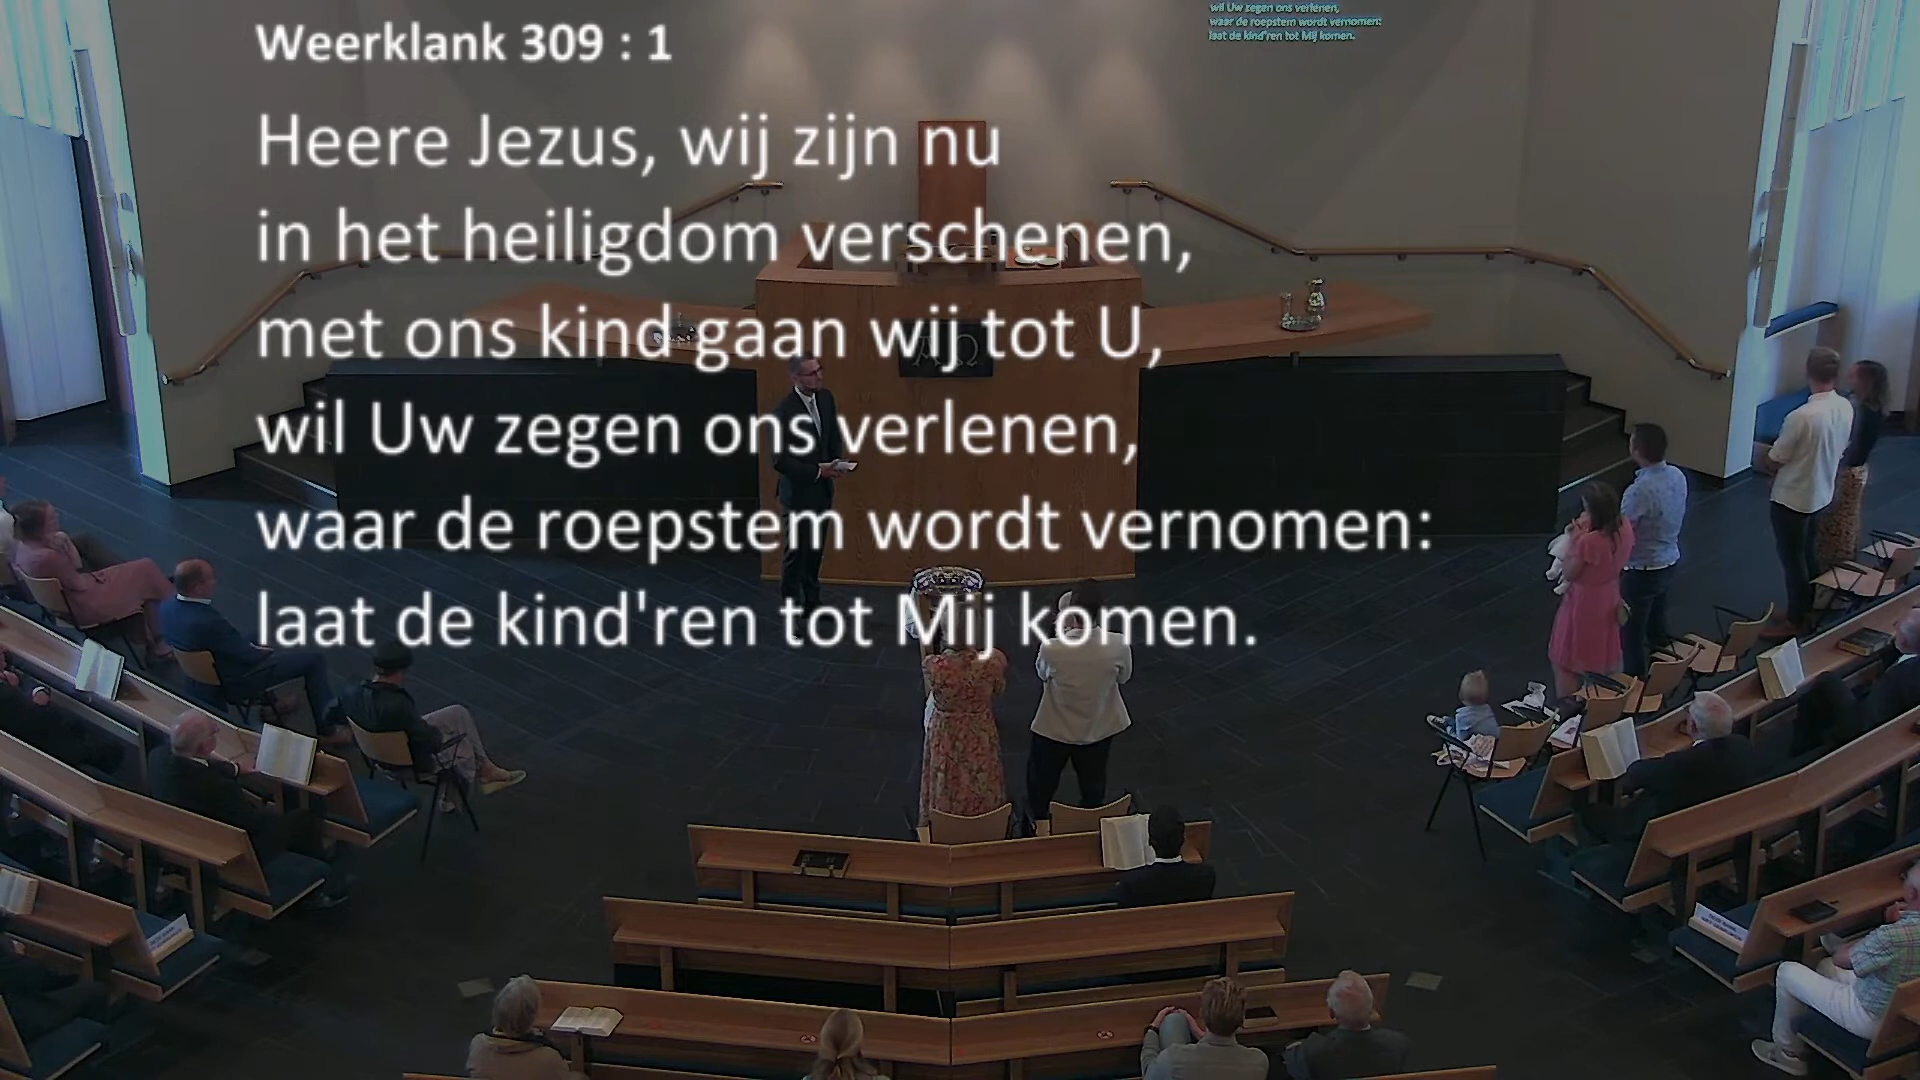 wil Uw zegen ons verlenen,
waar de roepstem wordt vernomen:
laat de kind'ren tot Mij komen.
Weerklank 309 : 1
Heere Jezus, wij zijn nu
in het heiligdom verschenen,
met ons kind gaan wij tot U,
wil Uw zegen ons verlenen,
waar de roepstem wordt vernomen:
laat de kind'ren tot Mij komen.
Α Ω